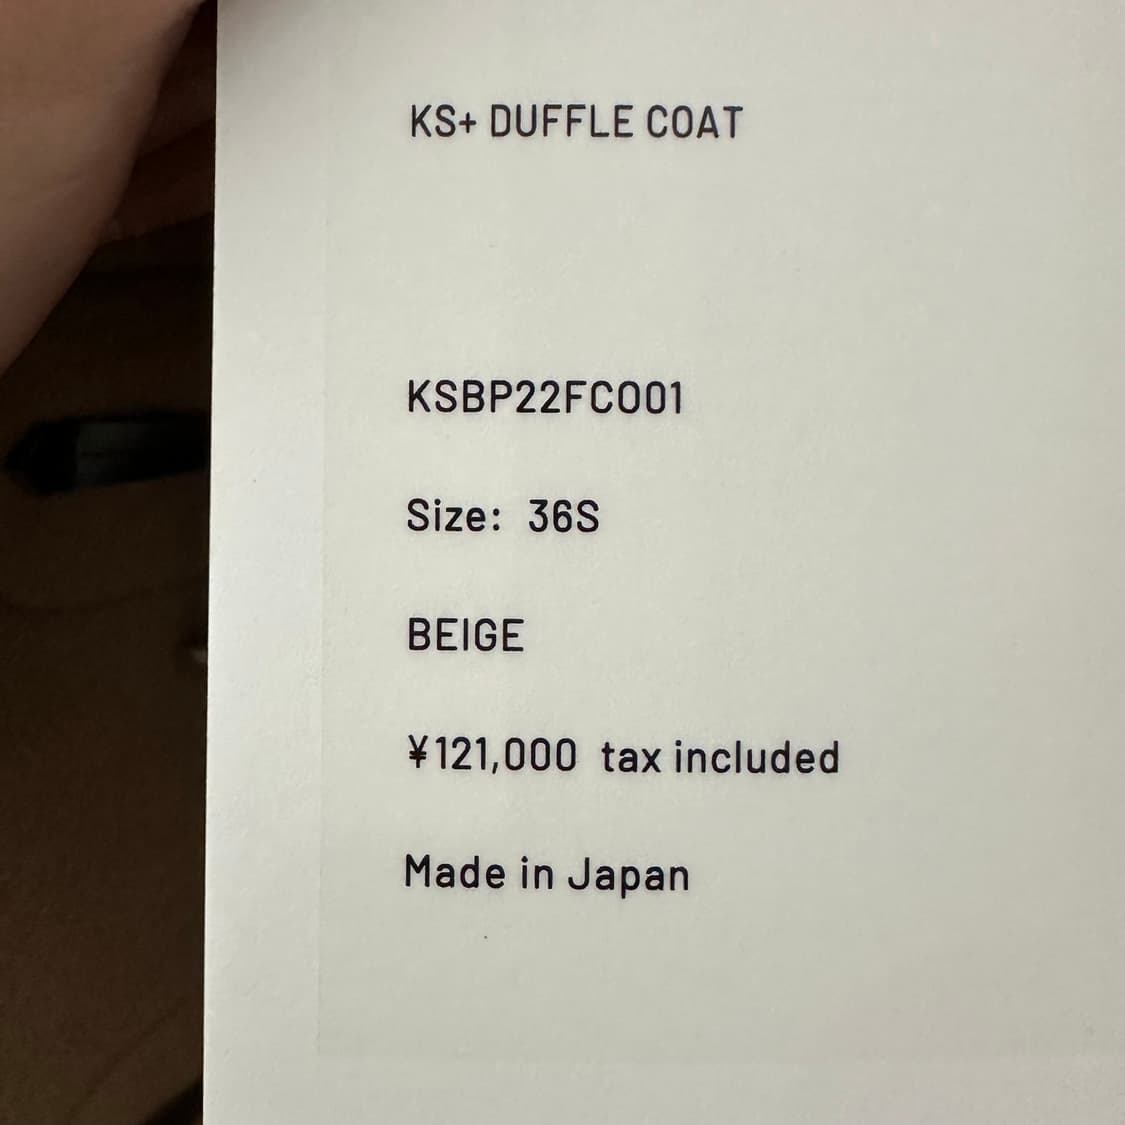 KS+ DUFFLE COAT
KSBP22FC001
Size: 36S
BEIGE
¥121,000 tax included
Made in Japan